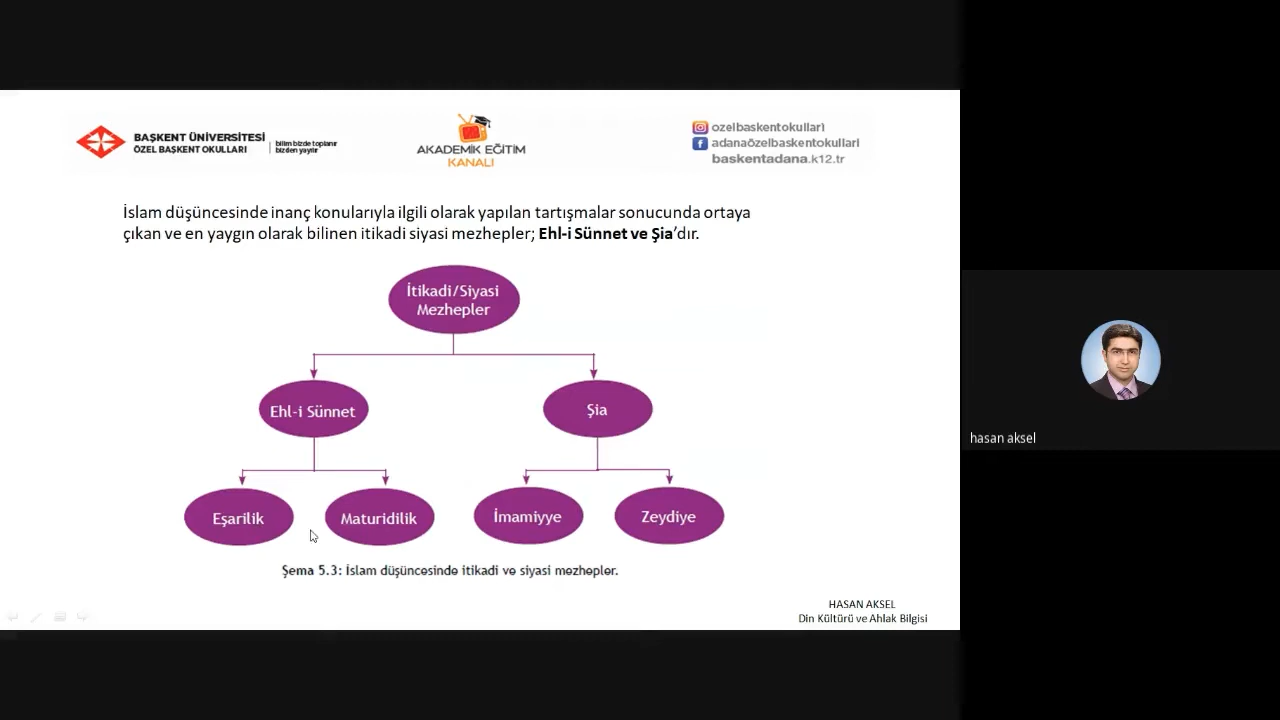 BAŞKENT ÜNİVERSİTESİ
ÖZEL BAŞKENT OKULLARI
bilim bizde toplanır
bizden yayılır
AKADEMİK EĞİTİM
KANALI
ozelbaskentokullari
adanaözelbaskentokullari
baskentadana.k12.tr
İslam düşüncesinde inanç konularıyla ilgili olarak yapılan tartışmalar sonucunda ortaya
çıkan ve en yaygın olarak bilinen itikadi siyasi mezhepler; Ehl-i Sünnet ve Şia’dır.
İtikadi/Siyasi
Mezhepler
Ehl-i Sünnet
Şia
Eşarilik
Maturidilik
İmamiyye
Zeydiye
Şema 5.3: İslam düşüncesinde itikadi ve siyasi mezhepler.
HASAN AKSEL
Din Kültürü ve Ahlak Bilgisi
hasan aksel